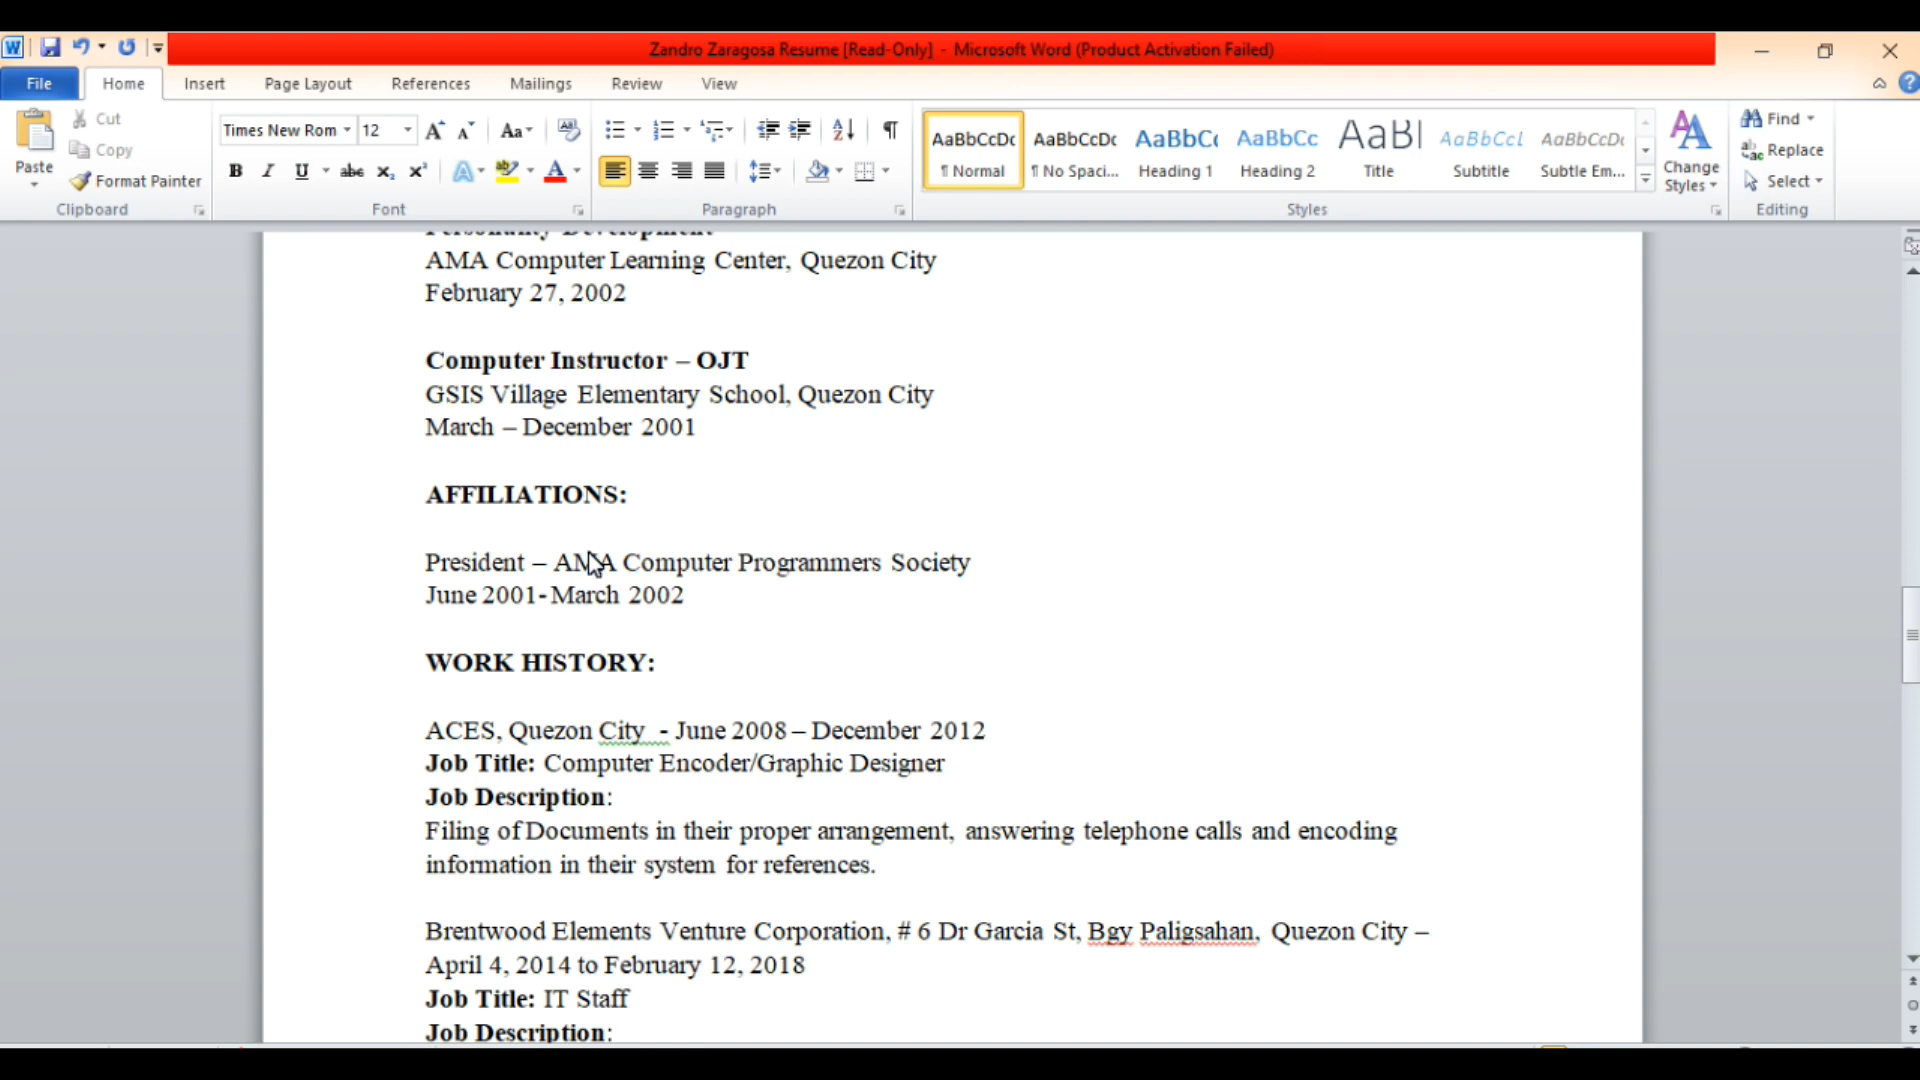 Zandro Zaragosa Resume [Read-Only] - Microsoft Word (Product Activation Failed)
File Home Insert Page Layout References Mailings Review View
Paste
Cut
Copy
Format Painter
Clipboard
Times New Rom 12
Font
Paragraph
AaBbCcDc AaBbCcDc AaBbC AaBbCc AaB AaBbCcL AaBbCcDc
¶ Normal ¶ No Spaci... Heading 1 Heading 2 Title Subtitle Subtle Em...
Styles
Change Styles
Find
Replace
Select
Editing
Personality Development
AMA Computer Learning Center, Quezon City
February 27, 2002
Computer Instructor – OJT
GSIS Village Elementary School, Quezon City
March – December 2001
AFFILIATIONS:
President – AMA Computer Programmers Society
June 2001- March 2002
WORK HISTORY:
ACES, Quezon City - June 2008 – December 2012
Job Title: Computer Encoder/Graphic Designer
Job Description:
Filing of Documents in their proper arrangement, answering telephone calls and encoding
information in their system for references.
Brentwood Elements Venture Corporation, # 6 Dr Garcia St, Bgy Paligsahan, Quezon City –
April 4, 2014 to February 12, 2018
Job Title: IT Staff
Job Description: